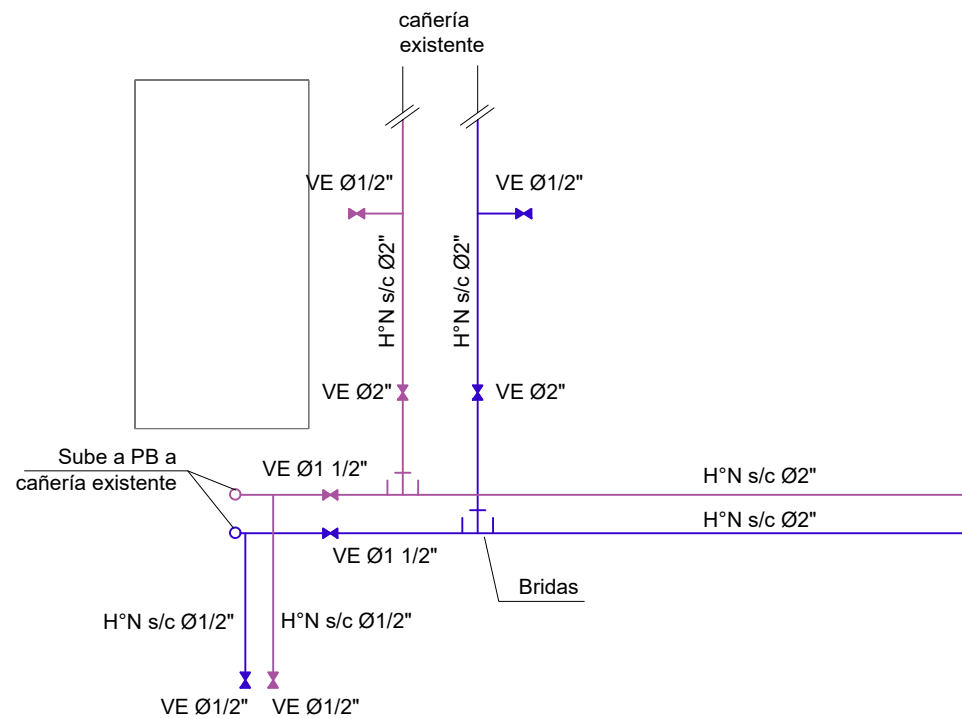 cañería
existente
VE Ø1/2"
VE Ø1/2"
H°N s/c Ø2"
H°N s/c Ø2"
VE Ø2"
VE Ø2"
Sube a PB a
cañería existente
VE Ø1 1/2"
H°N s/c Ø2"
H°N s/c Ø2"
VE Ø1 1/2"
Bridas
H°N s/c Ø1/2"
H°N s/c Ø1/2"
VE Ø1/2"
VE Ø1/2"